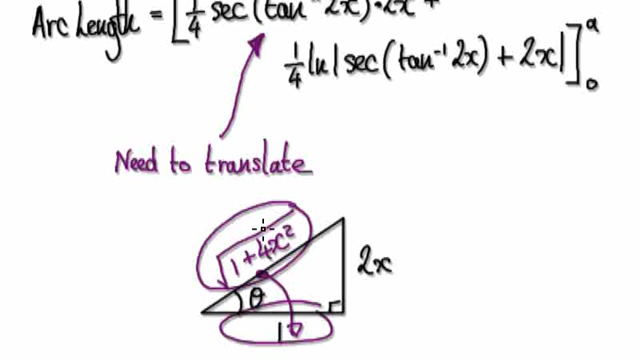 Arc Length = [¼ sec(tan⁻¹ 2x)·2x +
¼ ln|sec(tan⁻¹ 2x) + 2x|]₀ᵃ
Need to translate
√1+4x²
2x
θ
1